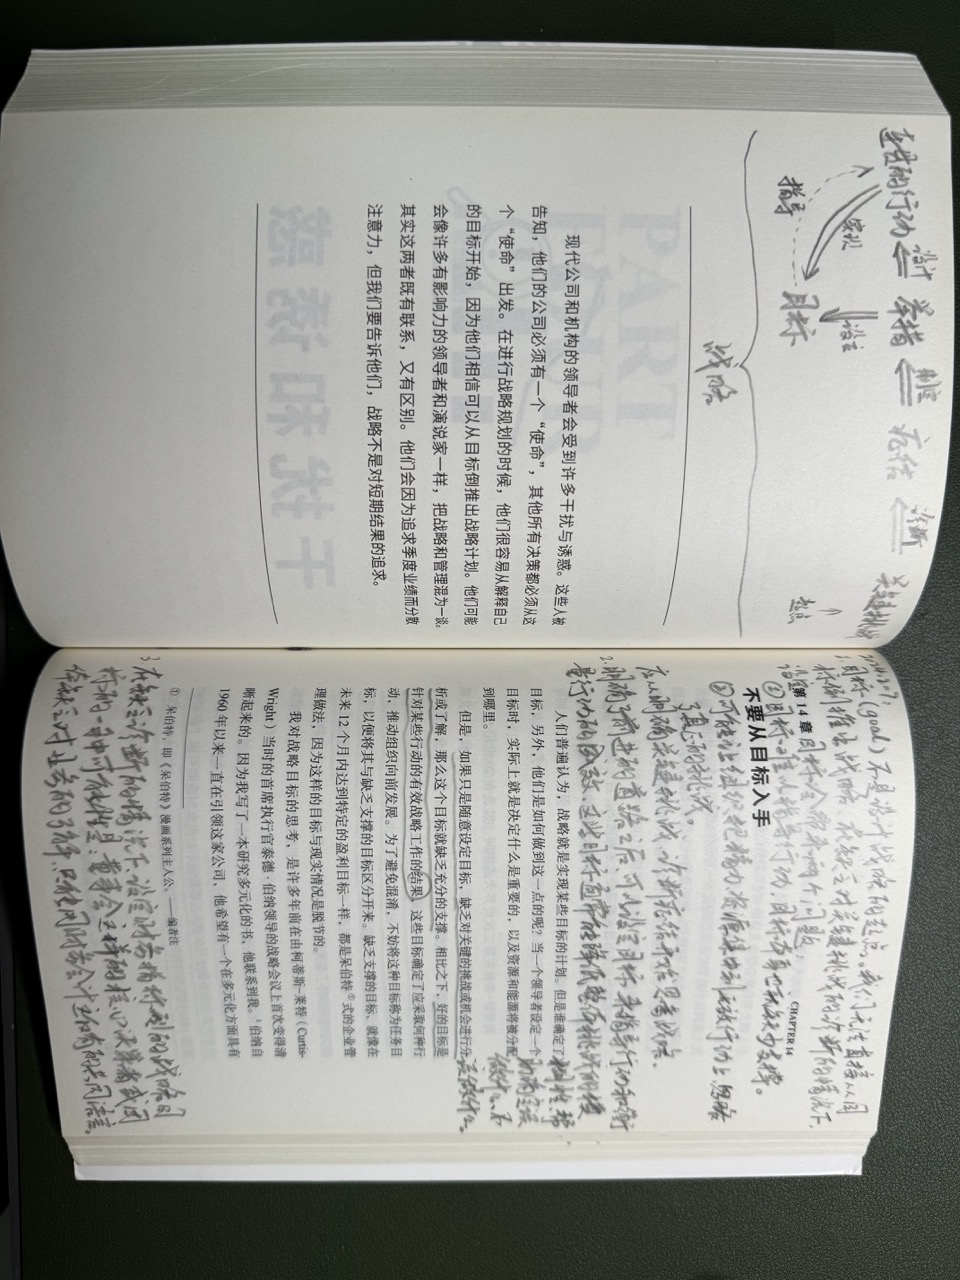 连贯的行动 设计 举措 制定 症结 诊断 关键挑战
实现 设立
指导 目标 起点
战略
PART
FOUR
现代公司和机构的领导者会受到许多干扰与诱惑。这些人被
告知，他们的公司必须有一个“使命”，其他所有决策都必须从这
个“使命”出发。在进行战略规划的时候，他们很容易从解释自己
的目标开始，因为他们相信可以从目标倒推出战略计划。他们可能
会像许多有影响力的领导者和演说家一样，把战略和管理混为一谈。
其实这两者既有联系，又有区别。他们会因为追求季度业绩而分散
注意力，但我们要告诉他们，战略不是对短期结果的追求。
干扰和诱惑
1. 目标(goal)不是设计战略的起点。我们无法直接从目
标倒推出战略。在缺乏对关键挑战的诊断的情况下，
设定目标会带来两个问题：
第 14 章
CHAPTER 14
①目标难以指导行动，目标本身也就缺少支撑。
不要从目标入手
②可能让组织把精力、资源集中到无效行动上，忽略
了真正的挑战。
应从明确关键挑战、诊断症结开始思考战略。
2. 明确了前进的道路之后，可以设定目标来指导行动和衡
量行动的成效。这些目标通常能降低整体挑战的模
糊性，帮
助确定该
做什么、不
该做什么。
人们普遍认为，战略就是实现某些目标的计划。但是谁确定了
目标，另外，他们是如何做到这一点的呢？当一个领导者设定一个
目标时，实际上就是决定什么是重要的，以及资源和能源将被分配
到哪里。
但是，如果只是随意设定目标，缺乏对关键的挑战或机会进行分
析或了解，那么这个目标就缺乏充分的支撑。相比之下，好的目标是
针对某些行动的有效战略工作的结果，这些目标确定了应采取何种行
动，推动组织向前发展。为了避免混淆，不妨将这种目标称为任务目
标，以便将其与缺乏支撑的目标区分开来。缺乏支撑的目标，就像在
未来 12 个月内达到特定的盈利目标一样，都是呆伯特①式的企业管
理做法，因为这样的目标与现实情况是脱节的。
我对战略目标的思考，是许多年前在由柯蒂斯-莱特（Curtis-
Wright）当时的首席执行官泰德·伯纳领导的战略会议上首次变得清
晰起来的。因为我写了一本研究多元化的书，他联系到我。¹伯纳自
1960 年以来一直在引领这家公司，他希望有一个在多元化方面具有
① 呆伯特，即《呆伯特》漫画系列主人公。——编者注
3. 在缺乏诊断的情况下，设定财务指标型的战略目
标的一种可能性是：董事会这样的核心决策者或团
体缺乏对业务的了解，只能用财务会计这仅有的共同语言。